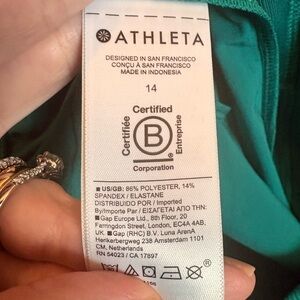 ATHLETA
DESIGNED IN SAN FRANCISCO
CONÇU À SAN FRANCISCO
MADE IN INDONESIA
14
Certified
Certifiée
B
Entreprise
Corporation
US/GB: 86% POLYESTER, 14%
SPANDEX / ELASTANE
DISTRIBUIDO POR / Imported
By/Importe Par / ΕΙΣΑΓΕΤΑΙ ΑΠΟ ΤΗΝ:
Gap Europe Ltd., 8th Floor, 20
Farringdon Street, London, EC4A 4AB,
UK. Gap (RHC) B.V. Luna ArenA
Herikerbergweg 238 Amsterdam 1101
CM, Netherlands
RN 54023 / CA 17897